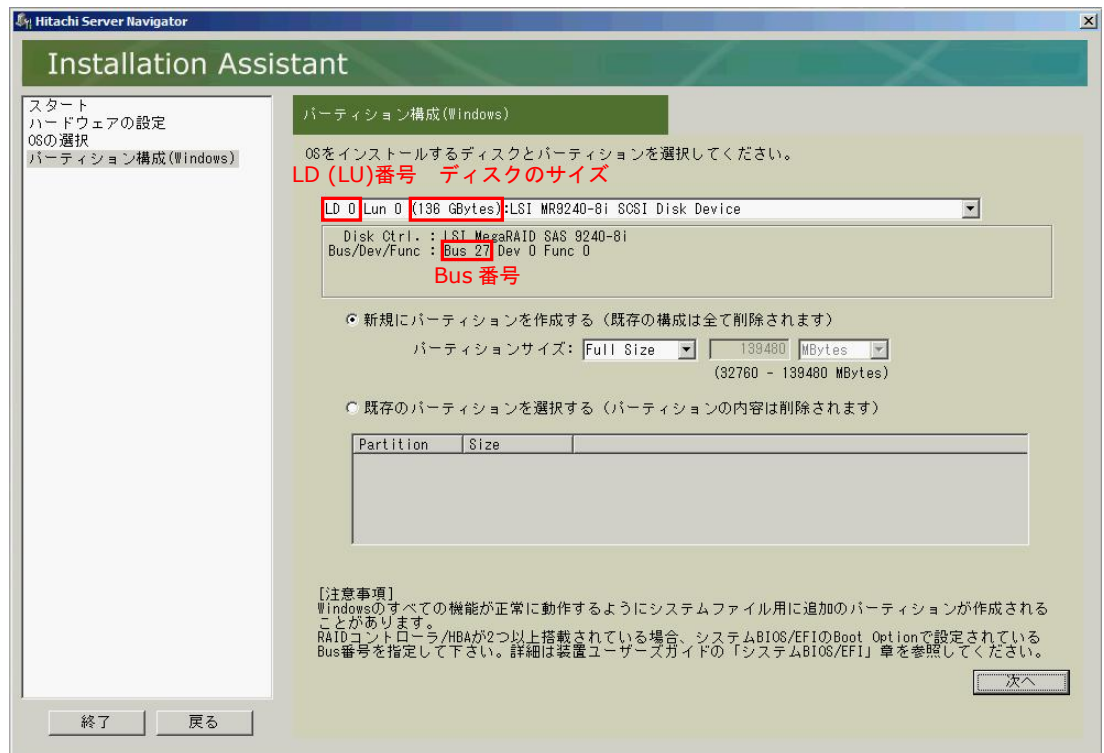 Hitachi Server Navigator
Installation Assistant
スタート
ハードウェアの設定
OSの選択
パーティション構成(Windows)
パーティション構成(Windows)
OSをインストールするディスクとパーティションを選択してください。
LD (LU)番号　ディスクのサイズ
LD 0 Lun 0 (136 GBytes):LSI MR9240-8i SCSI Disk Device
Disk Ctrl. : LSI MegaRAID SAS 9240-8i
Bus/Dev/Func : Bus 27 Dev 0 Func 0
Bus 番号
新規にパーティションを作成する（既存の構成は全て削除されます）
パーティションサイズ: Full Size 139480 MBytes
(32760 - 139480 MBytes)
既存のパーティションを選択する（パーティションの内容は削除されます）
Partition Size
[注意事項]
Windowsのすべての機能が正常に動作するようにシステムファイル用に追加のパーティションが作成される
ことがあります。
RAIDコントローラ/HBAが2つ以上搭載されている場合、システムBIOS/EFIのBoot Optionで設定されている
Bus番号を指定して下さい。詳細は装置ユーザーズガイドの「システムBIOS/EFI」章を参照してください。
次へ
終了 戻る